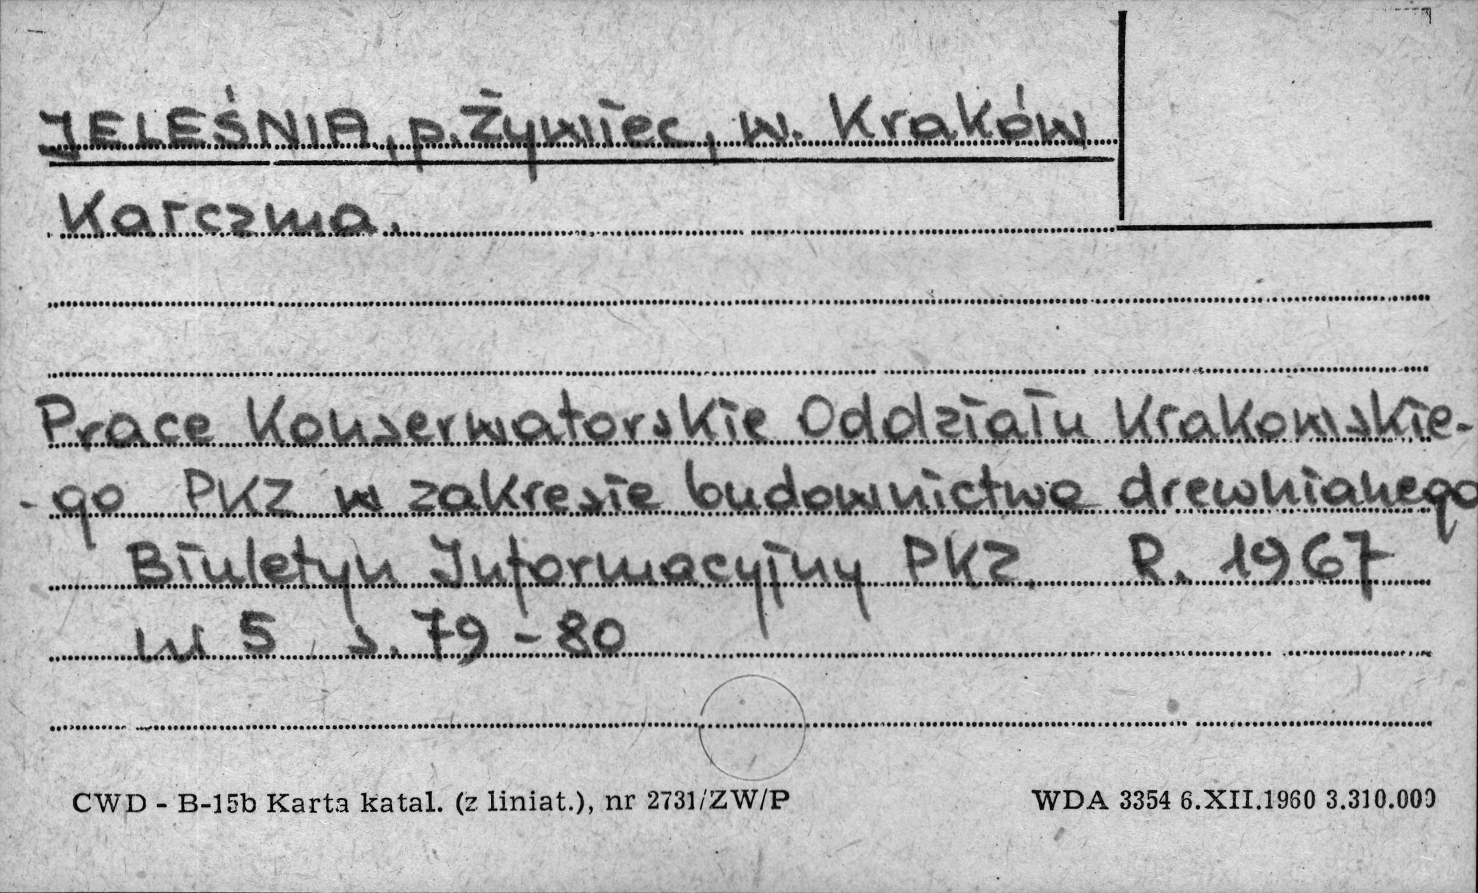 JELEŚNIA, p. Żywiec, w. Kraków
Karczma.
Prace Konserwatorskie Oddziału Krakowskie-
-go PKZ w zakresie budownictwa drewnianego
Biuletyn Informacyjny PKZ. R. 1967
nr 5 s. 79-80
CWD - B-15b Karta katal. (z liniat.), nr 2731/ZW/P WDA 3354 6.XII.1960 3.310.000